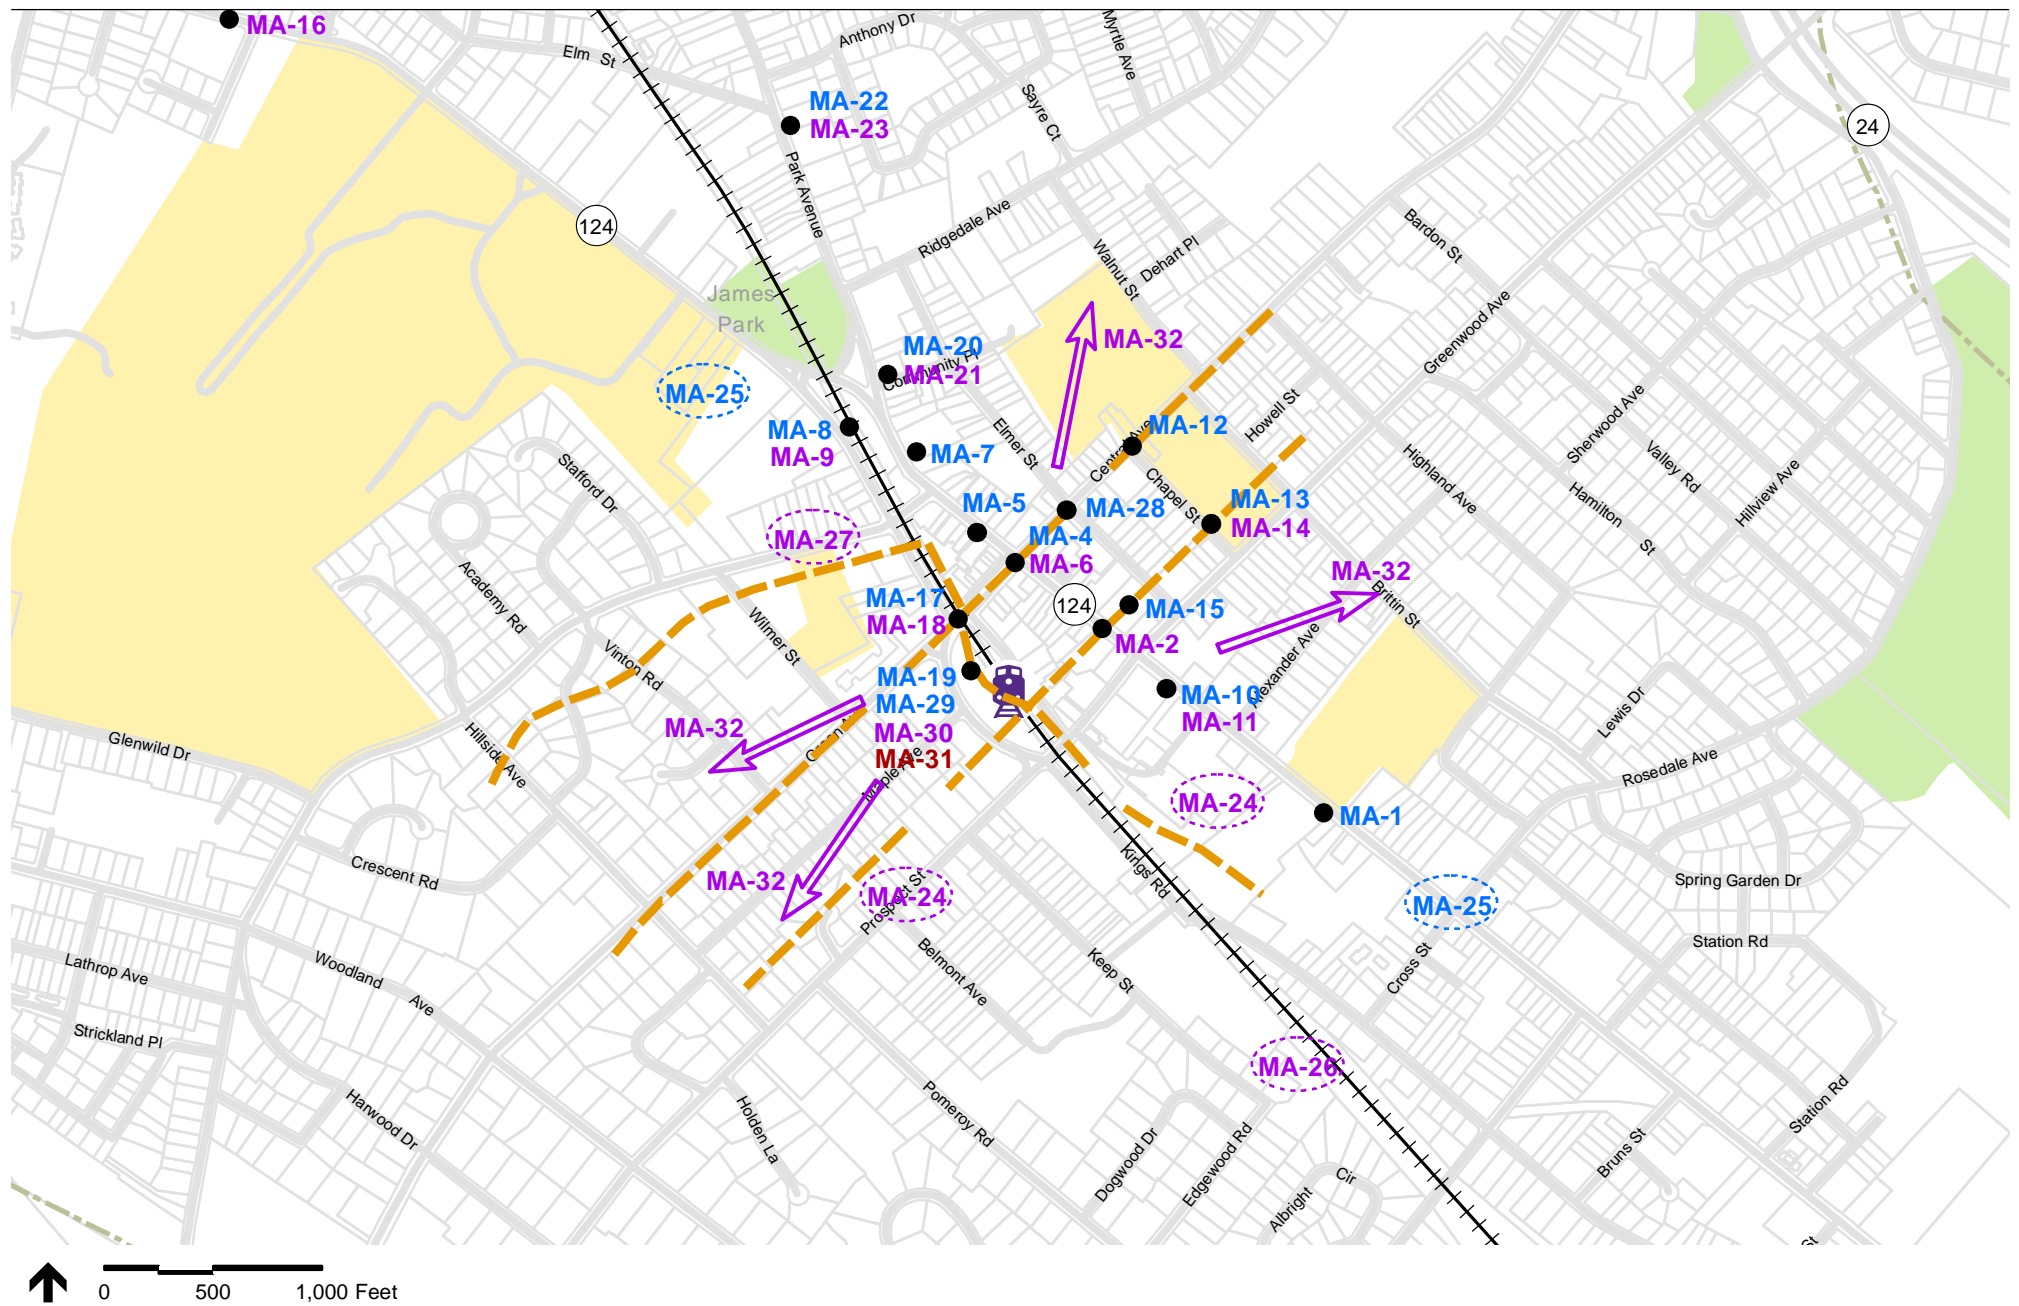 MA-16
Elm St
Anthony Dr
Myrtle Ave
MA-22
MA-23
Sayre Ct
24
Park Avenue
124
Ridgedale Ave
Walnut St
Dehart Pl
Bardon St
James
Park
Greenwood Ave
MA-32
MA-20
Community Pl
MA-21
MA-25
MA-8
MA-9
MA-7
Elmer St
Central Ave
MA-12
Howell St
Sherwood Ave
Valley Rd
Highland Ave
Hillview Ave
Stafford Dr
Chapel St
MA-5
MA-28
MA-13
MA-14
Hamilton
St
MA-27
MA-4
MA-6
Academy Rd
MA-32
Brittin St
MA-17
MA-18
124
MA-15
MA-2
Wilmer St
Vinton Rd
Alexander Ave
MA-19
MA-29
MA-30
MA-31
MA-10
MA-11
Lewis Dr
MA-32
Maple Ave
Glenwild Dr
Hillside Ave
Rosedale Ave
MA-24
MA-1
Crescent Rd
MA-32
MA-24
Prospect St
Kings Rd
Spring Garden Dr
MA-25
Station Rd
Lathrop Ave
Woodland Ave
Belmont Ave
Keep St
Cross St
Strickland Pl
MA-26
Harwood Dr
Holden La
Pomeroy Rd
Dogwood Dr
Edgewood Rd
Albright Cir
Bruns St
Station Rd
St
0 500 1,000 Feet